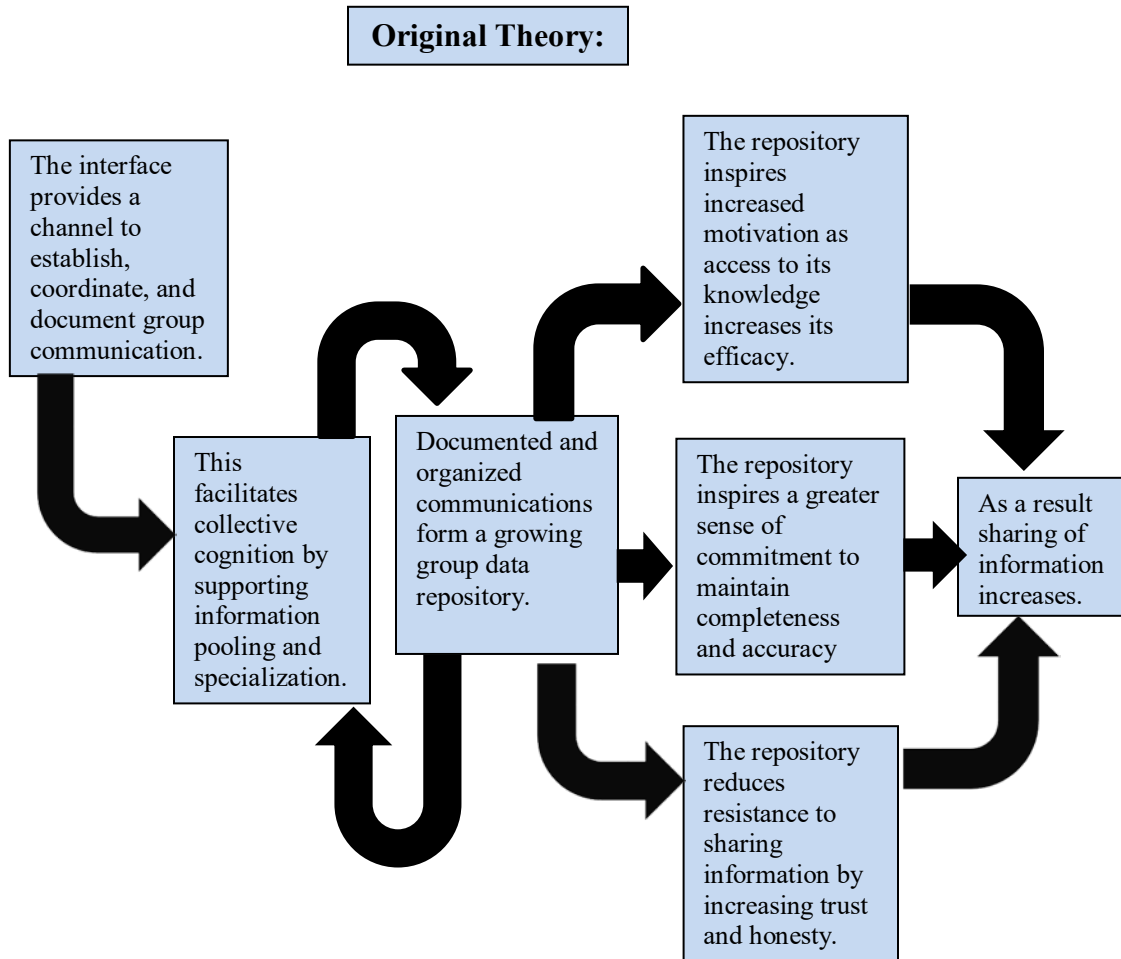 Original Theory:
The interface
provides a
channel to
establish,
coordinate, and
document group
communication.
This
facilitates
collective
cognition by
supporting
information
pooling and
specialization.
Documented and
organized
communications
form a growing
group data
repository.
The repository
inspires
increased
motivation as
access to its
knowledge
increases its
efficacy.
The repository
inspires a greater
sense of
commitment to
maintain
completeness
and accuracy
The repository
reduces
resistance to
sharing
information by
increasing trust
and honesty.
As a result
sharing of
information
increases.